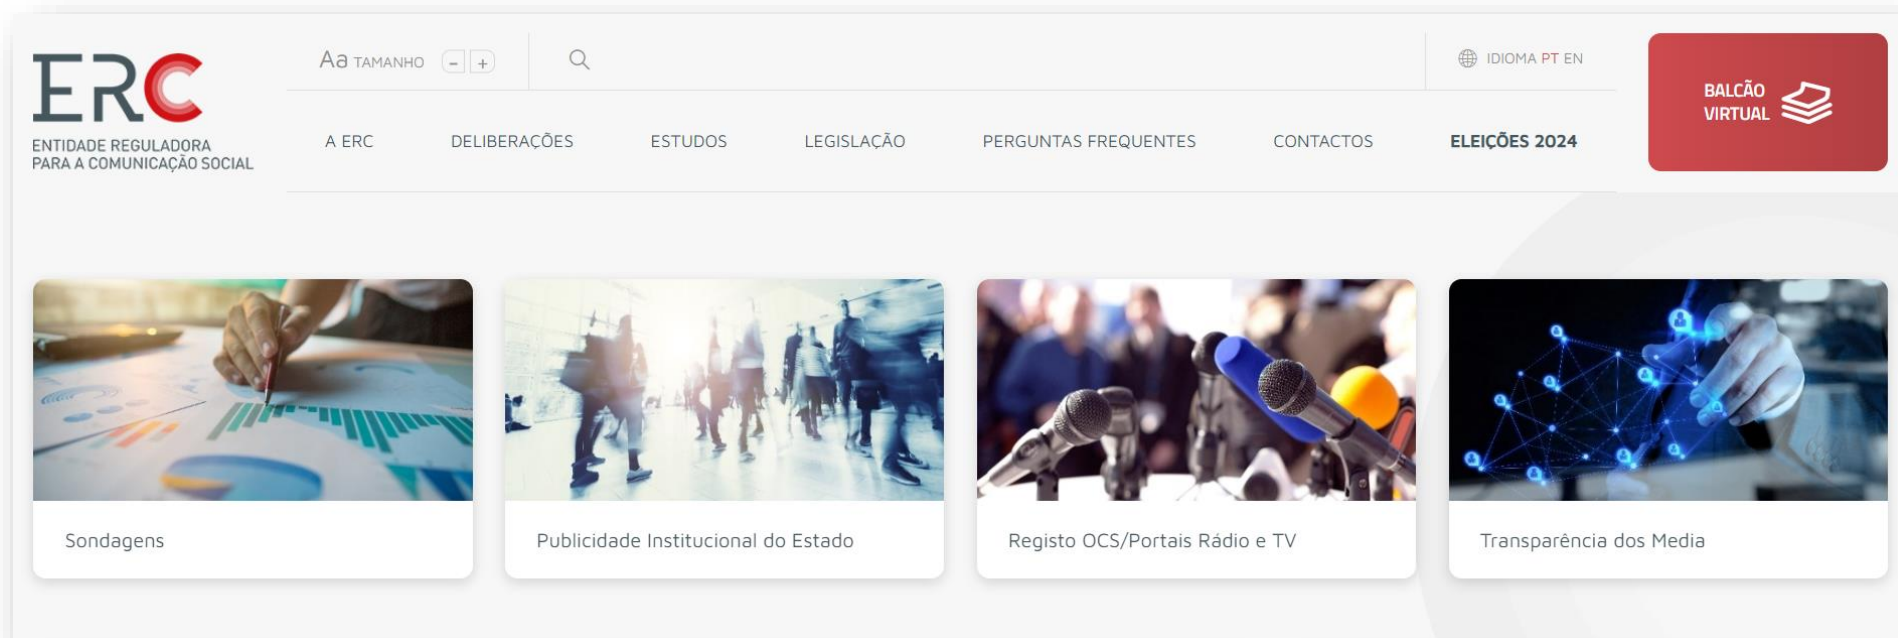 ERC
ENTIDADE REGULADORA
PARA A COMUNICAÇÃO SOCIAL
Aa TAMANHO - +
IDIOMA PT EN
BALCÃO
VIRTUAL
A ERC DELIBERAÇÕES ESTUDOS LEGISLAÇÃO PERGUNTAS FREQUENTES CONTACTOS ELEIÇÕES 2024
Sondagens
Publicidade Institucional do Estado
Registo OCS/Portais Rádio e TV
Transparência dos Media